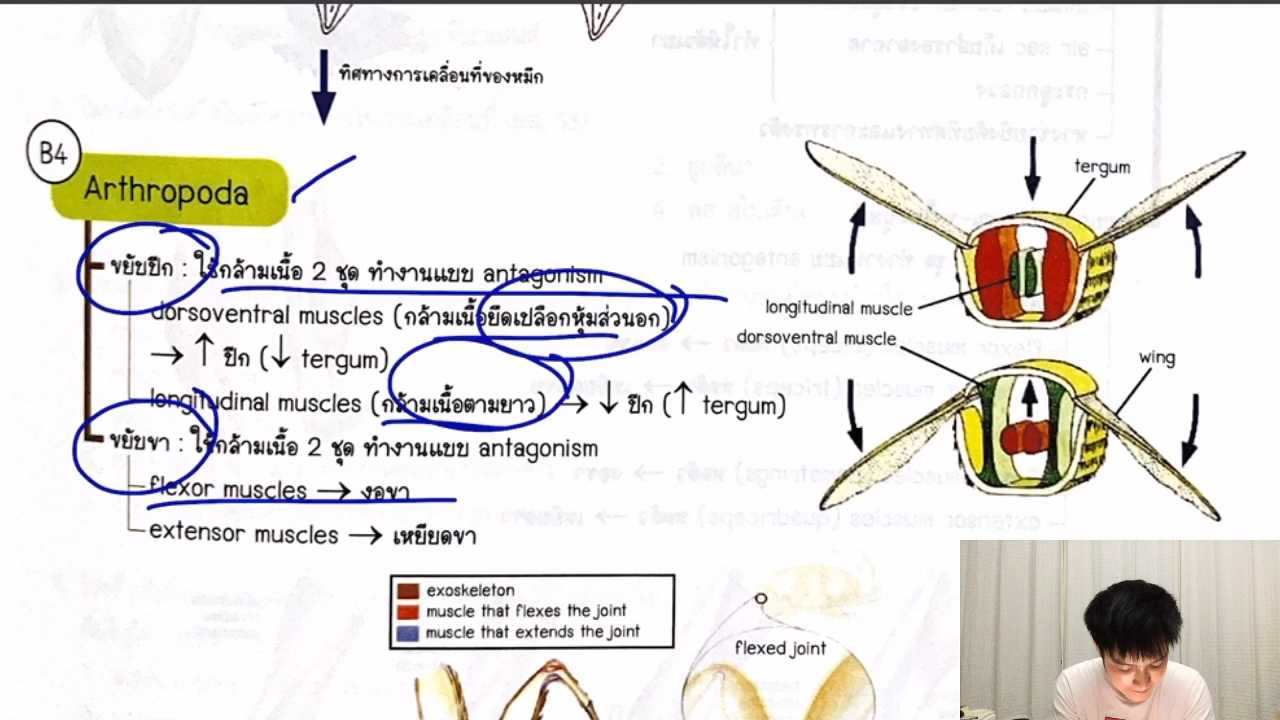 ทิศทางการเคลื่อนที่ของหมึก
B4
Arthropoda
ขยับปีก : ใช้กล้ามเนื้อ 2 ชุด ทำงานแบบ antagonism
dorsoventral muscles (กล้ามเนื้อยึดเปลือกหุ้มส่วนอก)
→ ↑ ปีก (↓ tergum)
longitudinal muscles (กล้ามเนื้อตามยาว) → ↓ ปีก (↑ tergum)
ขยับขา : ใช้กล้ามเนื้อ 2 ชุด ทำงานแบบ antagonism
flexor muscles → งอขา
extensor muscles → เหยียดขา
tergum
longitudinal muscle
dorsoventral muscle
wing
exoskeleton
muscle that flexes the joint
muscle that extends the joint
flexed joint